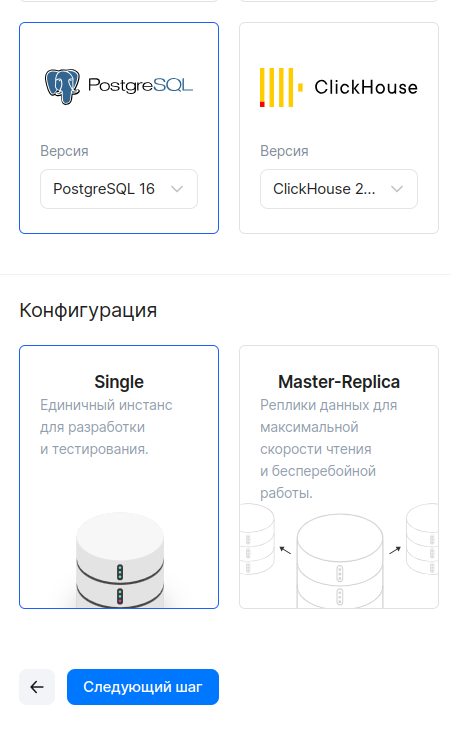 PostgreSQL
ClickHouse
Версия
Версия
PostgreSQL 16
ClickHouse 2...
Конфигурация
Single
Единичный инстанс
для разработки
и тестирования.
Master-Replica
Реплики данных для
максимальной
скорости чтения
и бесперебойной
работы.
Следующий шаг